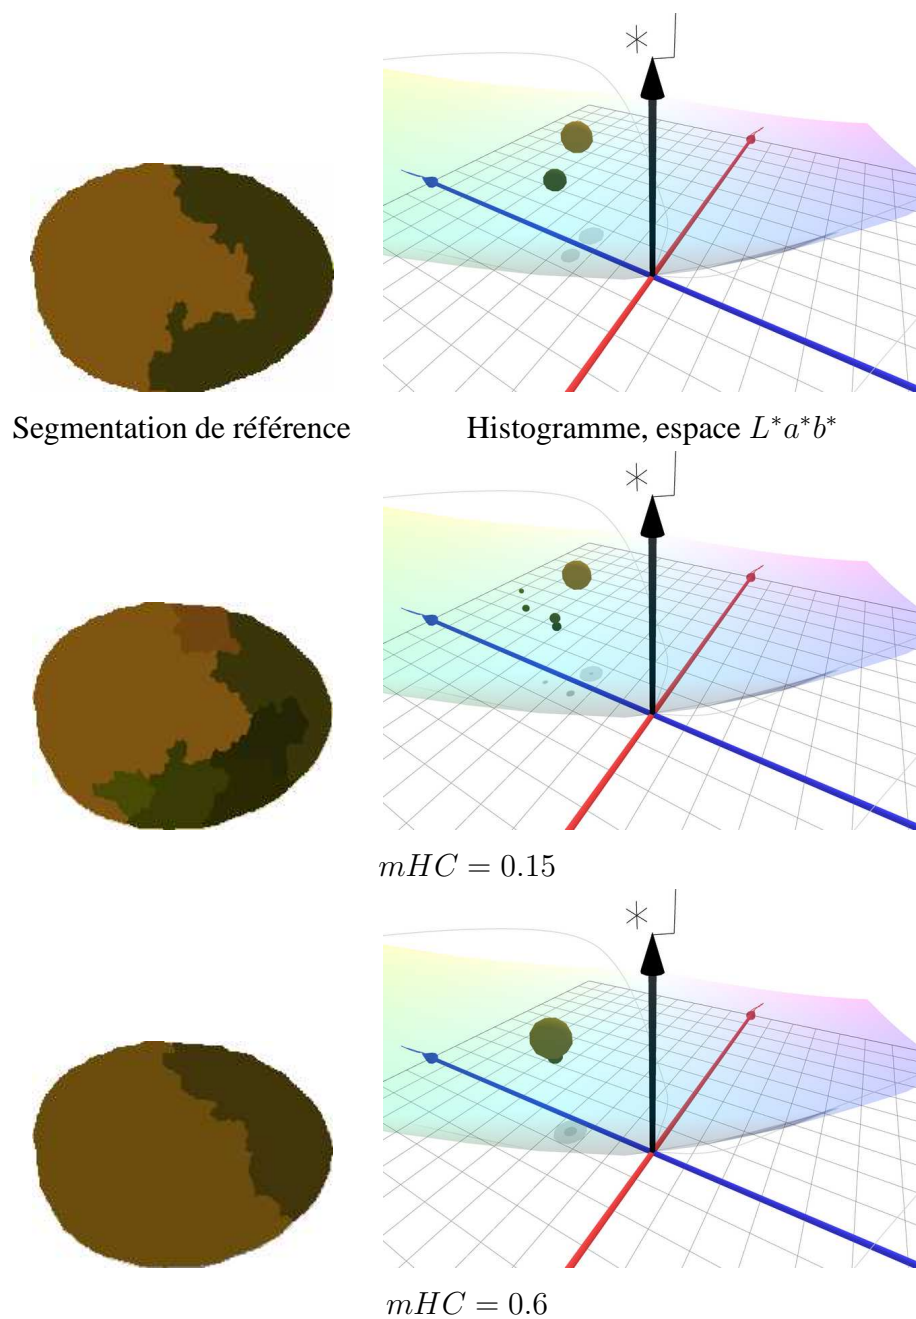 Segmentation de référence
Histogramme, espace L*a*b*
mHC = 0.15
mHC = 0.6